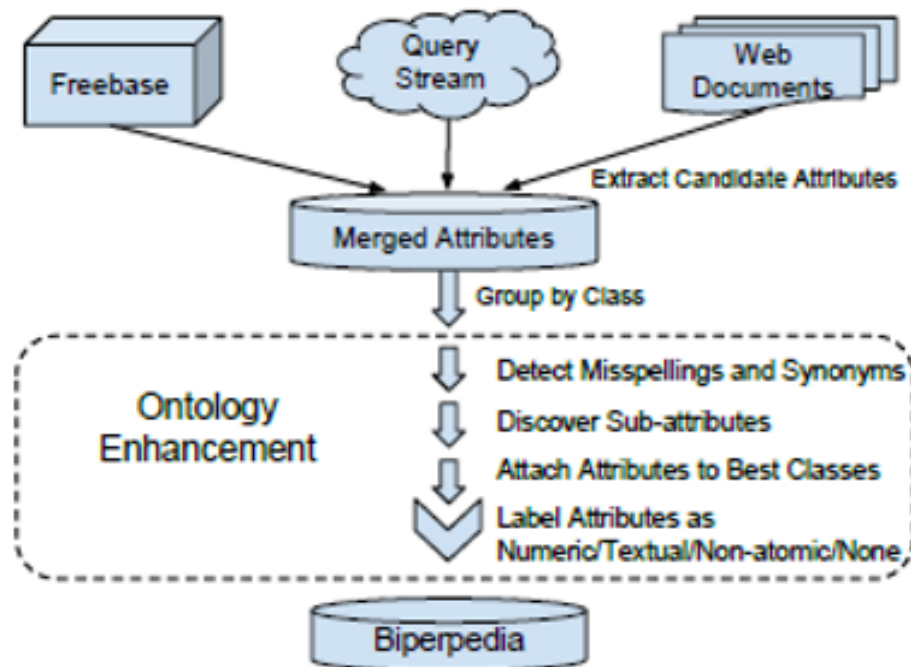 Freebase
Query
Stream
Web
Documents
Extract Candidate Attributes
Merged Attributes
Group by Class
Ontology
Enhancement
Detect Misspellings and Synonyms
Discover Sub-attributes
Attach Attributes to Best Classes
Label Attributes as
Numeric/Textual/Non-atomic/None
Biperpedia